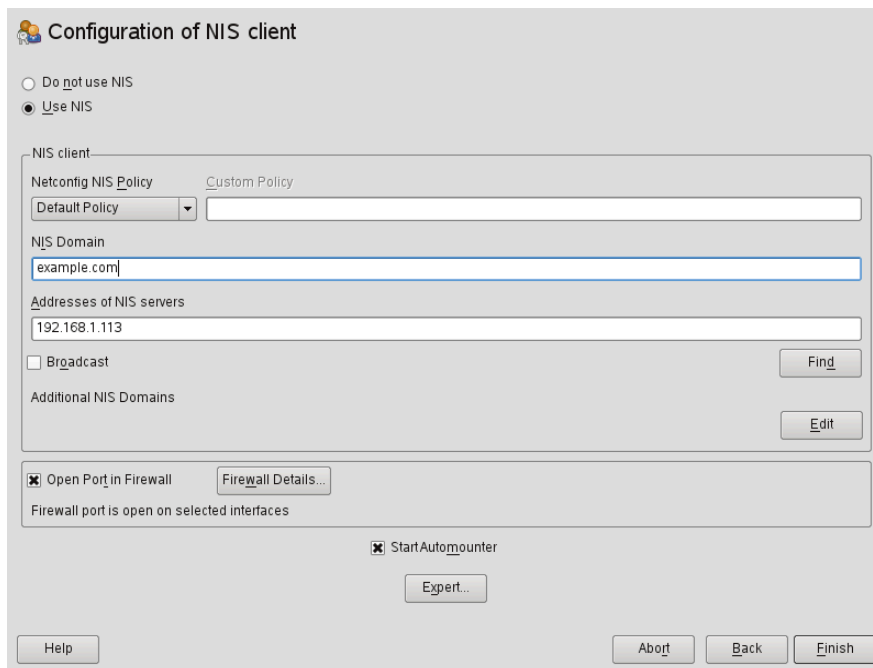 Configuration of NIS client
Do not use NIS
Use NIS
NIS client
Netconfig NIS Policy Custom Policy
Default Policy
NIS Domain
example.com
Addresses of NIS servers
192.168.1.113
Broadcast Find
Additional NIS Domains
Edit
Open Port in Firewall Firewall Details...
Firewall port is open on selected interfaces
Start Automounter
Expert...
Help Abort Back Finish